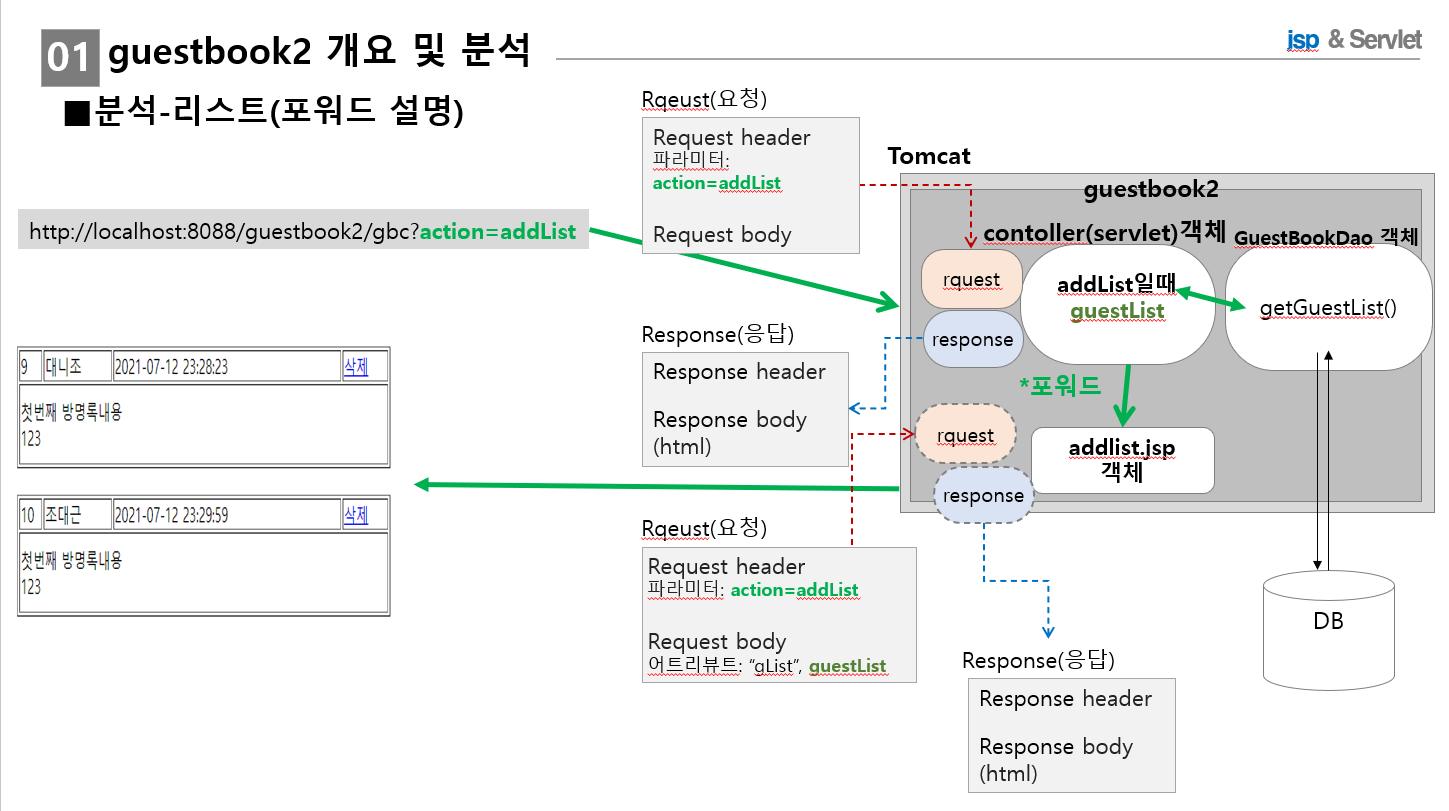 01 guestbook2 개요 및 분석
jsp & Servlet
■분석-리스트(포워드 설명)
Rqeust(요청)
Request header
파라미터:
action=addList
Request body
http://localhost:8088/guestbook2/gbc?action=addList
Tomcat
guestbook2
contoller(servlet)객체
GuestBookDao 객체
rquest
response
addList일때
guestList
getGuestList()
Response(응답)
Response header
Response body
(html)
*포워드
rquest
response
addlist.jsp
객체
9 대니조 2021-07-12 23:28:23 삭제
첫번째 방명록내용
123
10 조대근 2021-07-12 23:29:59 삭제
첫번째 방명록내용
123
Rqeust(요청)
Request header
파라미터: action=addList
Request body
어트리뷰트: “gList”, guestList
DB
Response(응답)
Response header
Response body
(html)